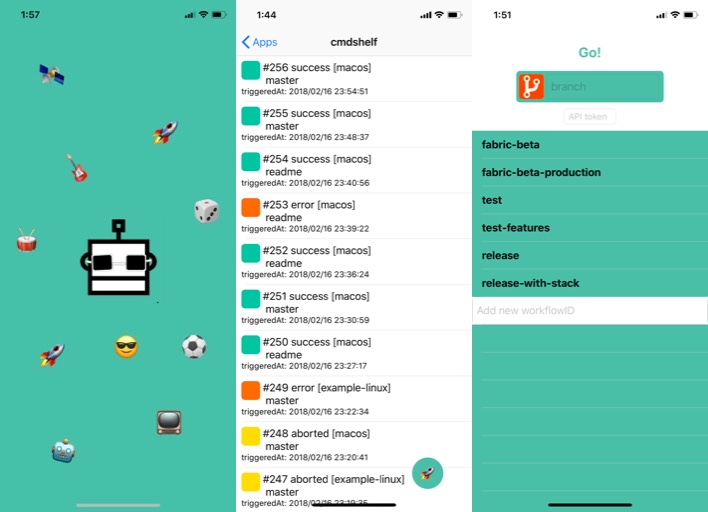 1:57
1:44
Apps
cmdshelf
#256 success [macos]
master
triggeredAt: 2018/02/16 23:54:51
#255 success [macos]
master
triggeredAt: 2018/02/16 23:48:37
#254 success [macos]
readme
triggeredAt: 2018/02/16 23:40:56
#253 error [macos]
readme
triggeredAt: 2018/02/16 23:39:22
#252 success [macos]
readme
triggeredAt: 2018/02/16 23:36:24
#251 success [macos]
master
triggeredAt: 2018/02/16 23:30:59
#250 success [macos]
readme
triggeredAt: 2018/02/16 23:27:17
#249 error [example-linux]
master
triggeredAt: 2018/02/16 23:22:34
#248 aborted [macos]
master
triggeredAt: 2018/02/16 23:20:41
#247 aborted [example-linux]
master
triggeredAt: 2018/02/16 23:19:35
1:51
Go!
branch
API token
fabric-beta
fabric-beta-production
test
test-features
release
release-with-stack
Add new workflowID